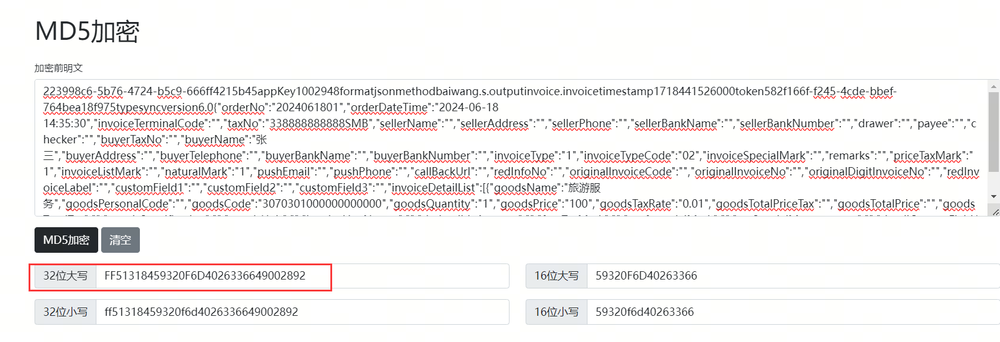 MD5加密
加密前明文
223998c6-5b76-4724-b5c9-666ff4215b45appKey1002948formatjsonmethodbaiwang.s.outputinvoice.invoicetimestamp1718441526000token582f166f-f245-4cde-bbef-
764bea18f975typesyncversion6.0{"orderNo":"2024061801","orderDateTime":"2024-06-18
14:35:30","invoiceTerminalCode":"","taxNo":"338888888888SMB","sellerName":"","sellerAddress":"","sellerPhone":"","sellerBankName":"","sellerBankNumber":"","drawer":"","payee":"","c
hecker":"","buyerTaxNo":"","buyerName":"张
三","buyerAddress":"","buyerTelephone":"","buyerBankName":"","buyerBankNumber":"","invoiceType":"1","invoiceTypeCode":"02","invoiceSpecialMark":"","remarks":"","priceTaxMark":"
1","invoiceListMark":"","naturalMark":"1","pushEmail":"","pushPhone":"","callBackUrl":"","redInfoNo":"","originalInvoiceCode":"","originalInvoiceNo":"","originalDigitInvoiceNo":"","redInv
oiceLabel":"","customField1":"","customField2":"","customField3":"","invoiceDetailList":[{"goodsName":"旅游服
务","goodsPersonalCode":"","goodsCode":"3070301000000000000","goodsQuantity":"1","goodsPrice":"100","goodsTaxRate":"0.01","goodsTotalPriceTax":"","goodsTotalPrice":"","goods
MD5加密 清空
32位大写 FF51318459320F6D4026336649002892 16位大写 59320F6D40263366
32位小写 ff51318459320f6d4026336649002892 16位小写 59320f6d40263366